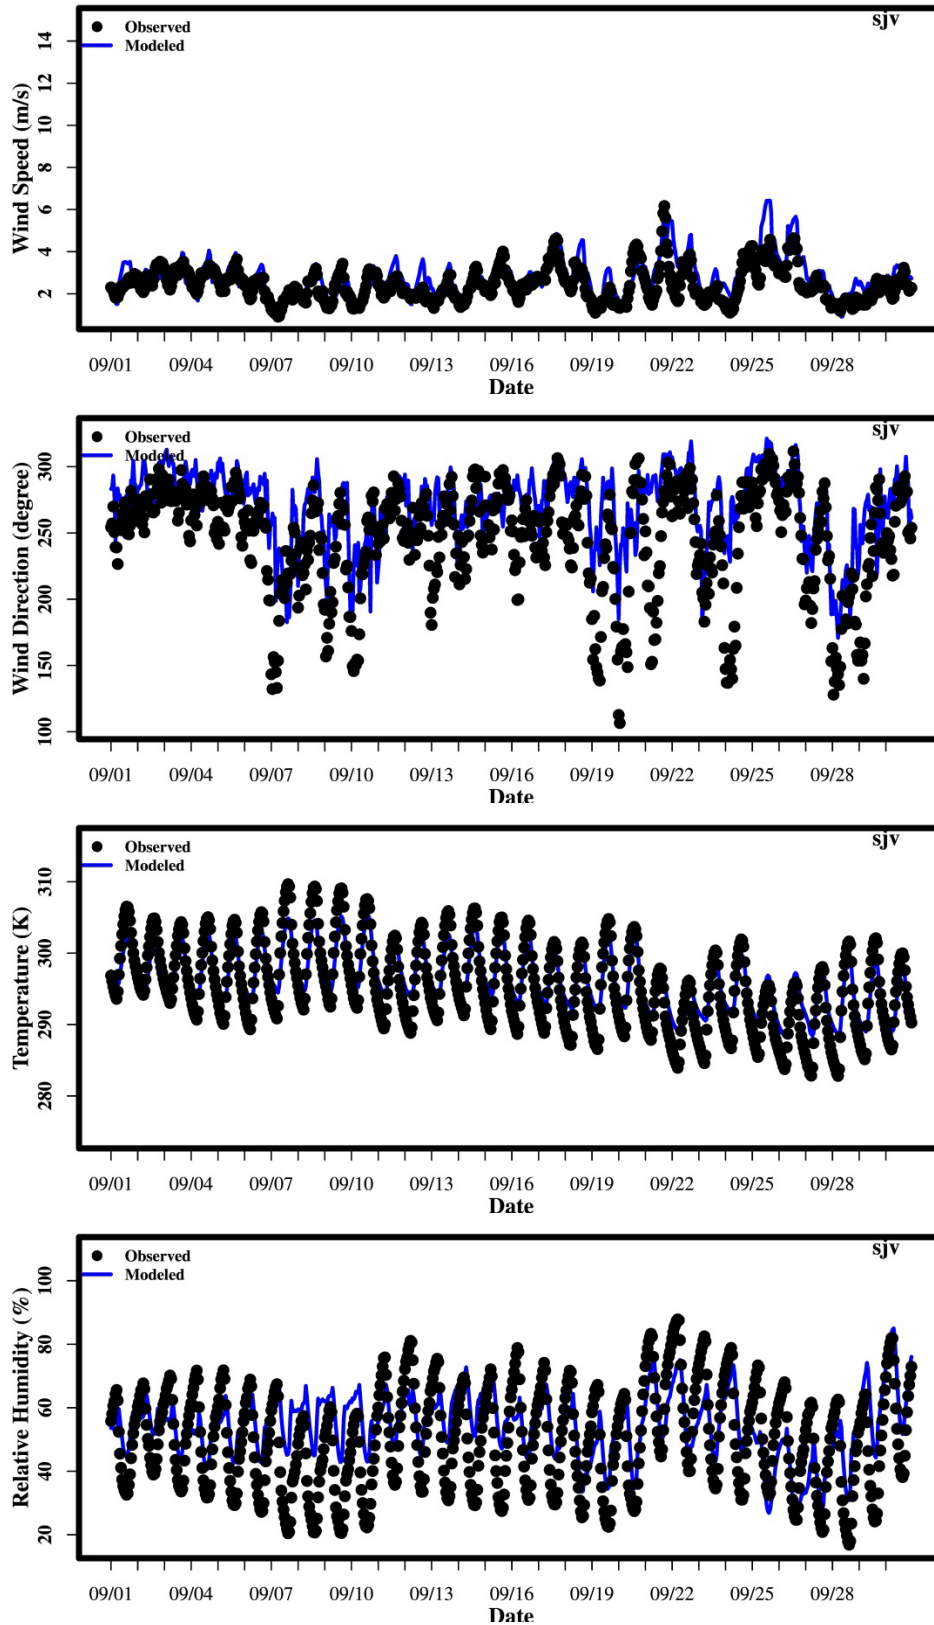 sjv
Observed
Modeled
Wind Speed (m/s)
14
12
10
8
6
4
2
09/01 09/04 09/07 09/10 09/13 09/16 09/19 09/22 09/25 09/28
Date
sjv
Observed
Modeled
Wind Direction (degree)
300
250
200
150
100
09/01 09/04 09/07 09/10 09/13 09/16 09/19 09/22 09/25 09/28
Date
sjv
Observed
Modeled
Temperature (K)
310
300
290
280
09/01 09/04 09/07 09/10 09/13 09/16 09/19 09/22 09/25 09/28
Date
sjv
Observed
Modeled
Relative Humidity (%)
100
80
60
40
20
09/01 09/04 09/07 09/10 09/13 09/16 09/19 09/22 09/25 09/28
Date